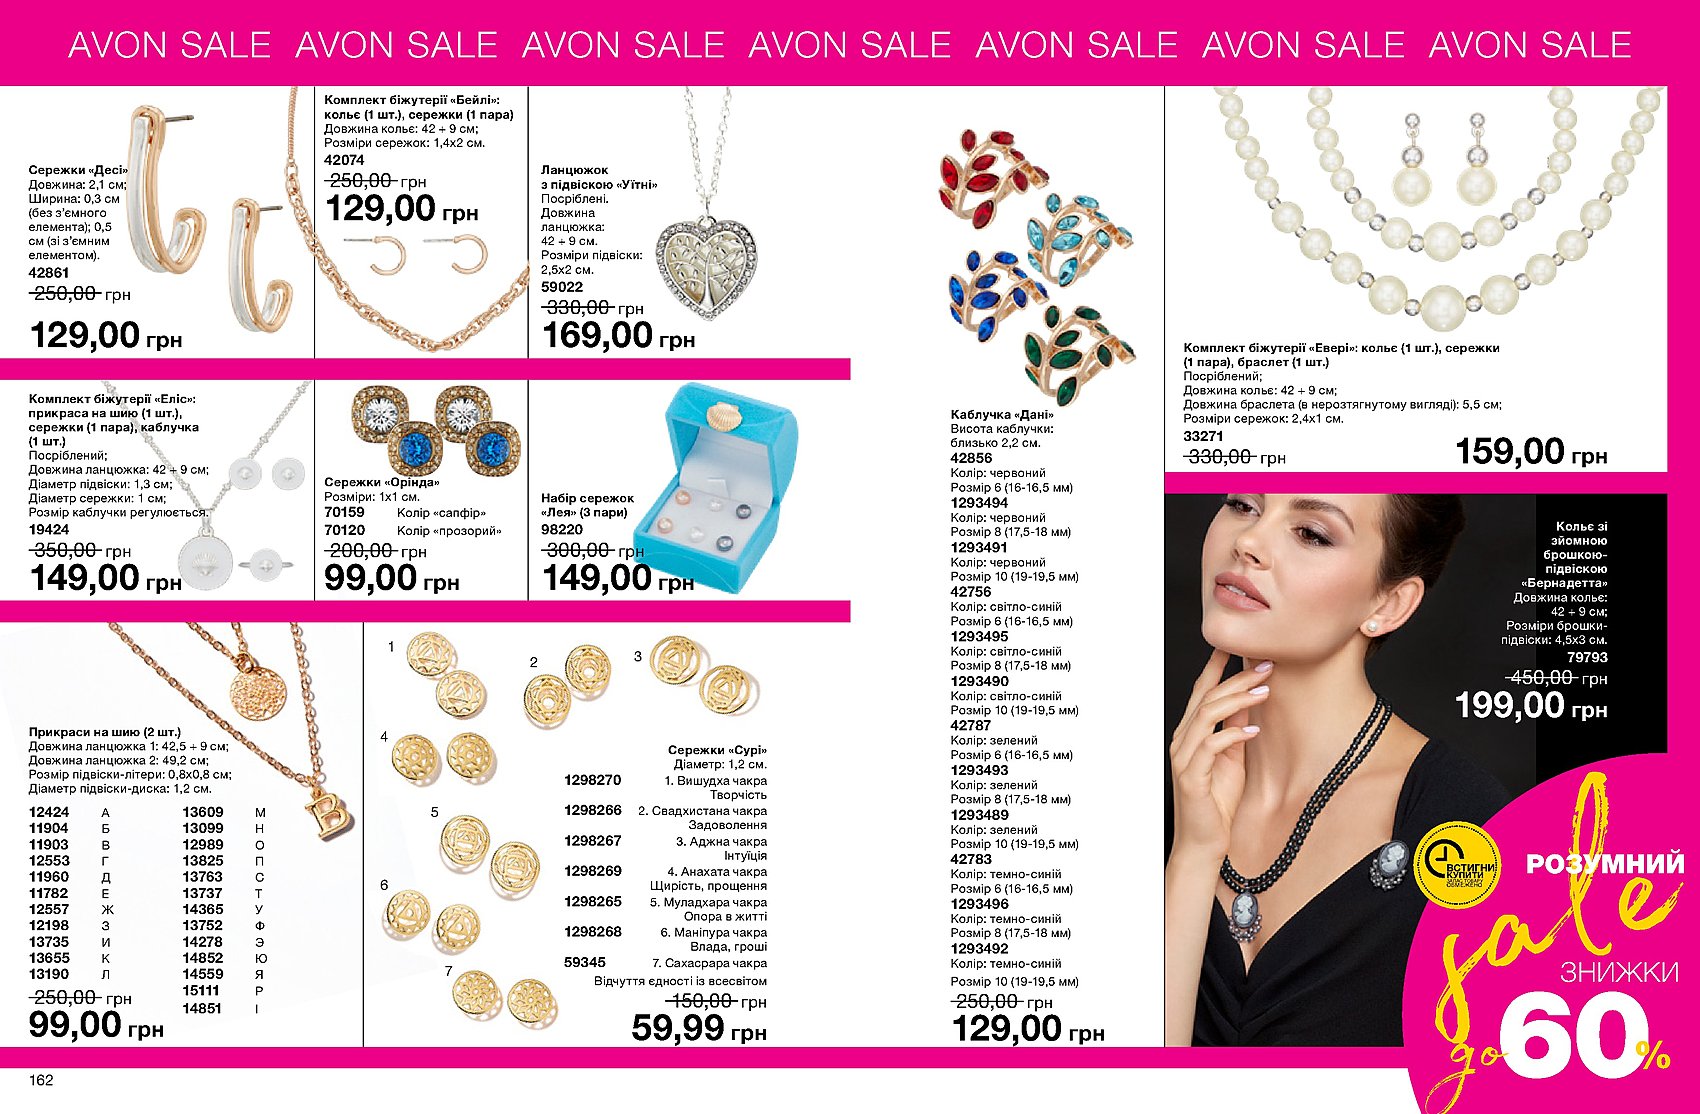 AVON SALE AVON SALE AVON SALE AVON SALE AVON SALE AVON SALE AVON SALE
Сережки «Десі»
Довжина: 2,1 см;
Ширина: 0,3 см
(без з’ємного
елемента); 0,5
см (зі з’ємним
елементом).
42861
250,00 грн
129,00 грн
Комплект біжутерії «Бейлі»:
кольє (1 шт.), сережки (1 пара)
Довжина кольє: 42 + 9 см;
Розміри сережок: 1,4х2 см.
42074
250,00 грн
129,00 грн
Ланцюжок
з підвіскою «Уїтні»
Посріблені.
Довжина
ланцюжка:
42 + 9 см.
Розміри підвіски:
2,5х2 см.
59022
330,00 грн
169,00 грн
Комплект біжутерії «Еліс»:
прикраса на шию (1 шт.),
сережки (1 пара), каблучка
(1 шт.)
Посріблений;
Довжина ланцюжка: 42 + 9 см;
Діаметр підвіски: 1,3 см;
Діаметр сережки: 1 см;
Розмір каблучки регулюється.
19424
350,00 грн
149,00 грн
Сережки «Орінда»
Розміри: 1х1 см.
70159 Колір «сапфір»
70120 Колір «прозорий»
200,00 грн
99,00 грн
Набір сережок
«Лея» (3 пари)
98220
300,00 грн
149,00 грн
Прикраси на шию (2 шт.)
Довжина ланцюжка 1: 42,5 + 9 см;
Довжина ланцюжка 2: 49,2 см;
Розмір підвіски-літери: 0,8х0,8 см;
Діаметр підвіски-диска: 1,2 см.
12424 А 13609 М
11904 Б 13099 Н
11903 В 12989 О
12553 Г 13825 П
11960 Д 13763 С
11782 Е 13737 Т
12557 Ж 14365 У
12198 З 13752 Ф
13735 И 14278 Э
13655 К 14852 Ю
13190 Л 14559 Я
15111 Р
14851 І
250,00 грн
99,00 грн
B
1
2
3
4
5
6
7
Сережки «Сурі»
Діаметр: 1,2 см.
1298270 1. Вишудха чакра
Творчість
1298266 2. Свадхистана чакра
Задоволення
1298267 3. Аджна чакра
Інтуїція
1298269 4. Анахата чакра
Щирість, прощення
1298265 5. Муладхара чакра
Опора в житті
1298268 6. Маніпура чакра
Влада, гроші
59345 7. Сахасрара чакра
Відчуття єдності із всесвітом
150,00 грн
59,99 грн
Каблучка «Дані»
Висота каблучки:
близько 2,2 см.
42856
Колір: червоний
Розмір 6 (16-16,5 мм)
1293494
Колір: червоний
Розмір 8 (17,5-18 мм)
1293491
Колір: червоний
Розмір 10 (19-19,5 мм)
42756
Колір: світло-синій
Розмір 6 (16-16,5 мм)
1293495
Колір: світло-синій
Розмір 8 (17,5-18 мм)
1293490
Колір: світло-синій
Розмір 10 (19-19,5 мм)
42787
Колір: зелений
Розмір 6 (16-16,5 мм)
1293493
Колір: зелений
Розмір 8 (17,5-18 мм)
1293489
Колір: зелений
Розмір 10 (19-19,5 мм)
42783
Колір: темно-синій
Розмір 6 (16-16,5 мм)
1293496
Колір: темно-синій
Розмір 8 (17,5-18 мм)
1293492
Колір: темно-синій
Розмір 10 (19-19,5 мм)
250,00 грн
129,00 грн
Комплект біжутерії «Евері»: кольє (1 шт.), сережки
(1 пара), браслет (1 шт.)
Посріблений;
Довжина кольє: 42 + 9 см;
Довжина браслета (в нерозтягнутому вигляді): 5,5 см;
Розміри сережок: 2,4х1 см.
33271
330,00 грн
159,00 грн
Кольє зі
зйомною
брошкою-
підвіскою
«Бернадетта»
Довжина кольє:
42 + 9 см;
Розміри брошки-
підвіски: 4,5х3 см.
79793
450,00 грн
199,00 грн
ВСТИГНИ
КУПИТИ
ЗАПАС ТОВАРУ
ОБМЕЖЕНО
РОЗУМНИЙ
sale
ЗНИЖКИ
до 60%
162